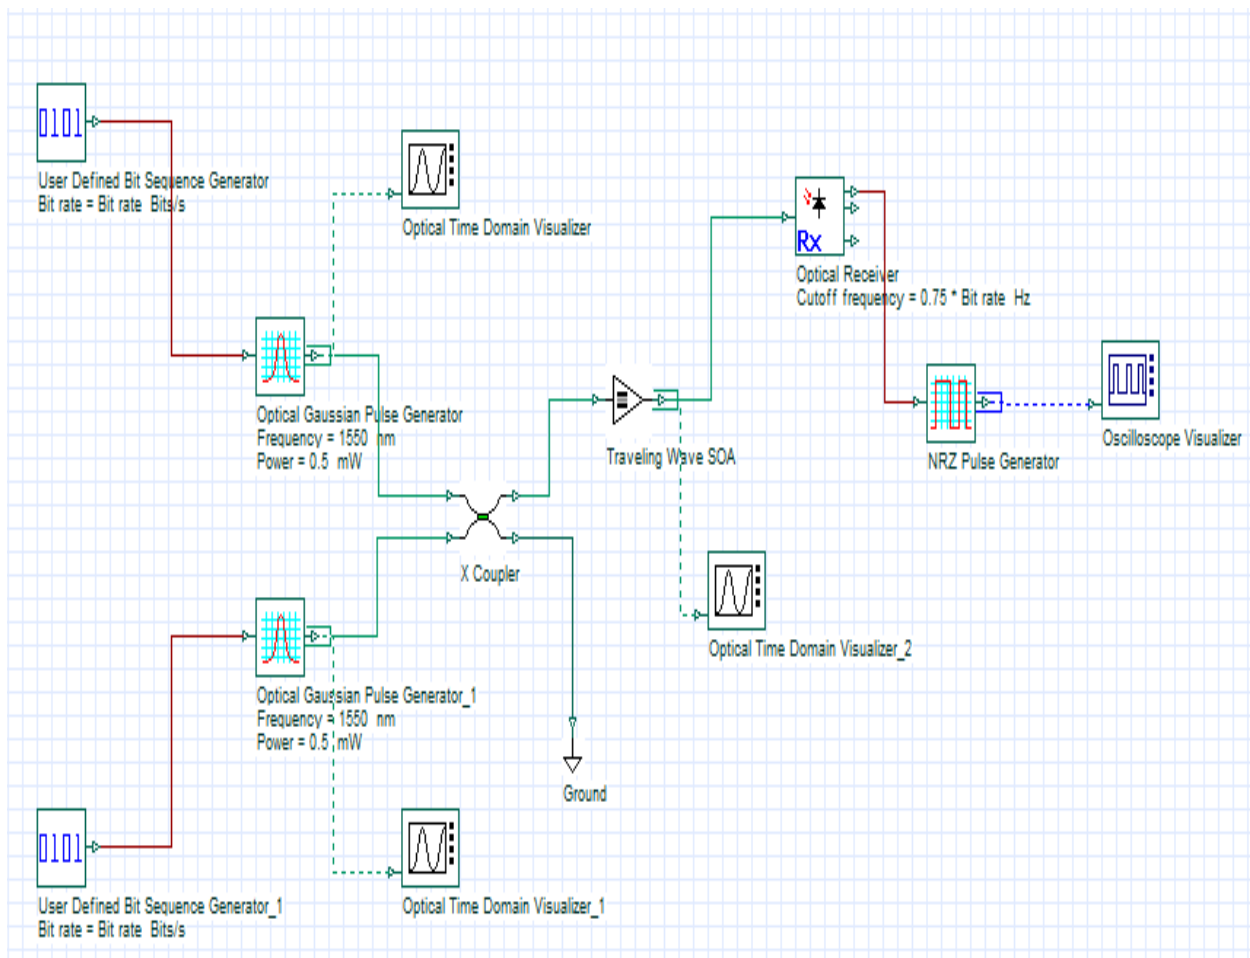 0101
User Defined Bit Sequence Generator
Bit rate = Bit rate Bits/s
Optical Time Domain Visualizer
Rx
Optical Receiver
Cutoff frequency = 0.75 * Bit rate Hz
Optical Gaussian Pulse Generator
Frequency = 1550 nm
Power = 0.5 mW
Traveling Wave SOA
NRZ Pulse Generator
Oscilloscope Visualizer
X Coupler
Optical Time Domain Visualizer_2
Optical Gaussian Pulse Generator_1
Frequency = 1550 nm
Power = 0.5 mW
Ground
0101
User Defined Bit Sequence Generator_1
Bit rate = Bit rate Bits/s
Optical Time Domain Visualizer_1